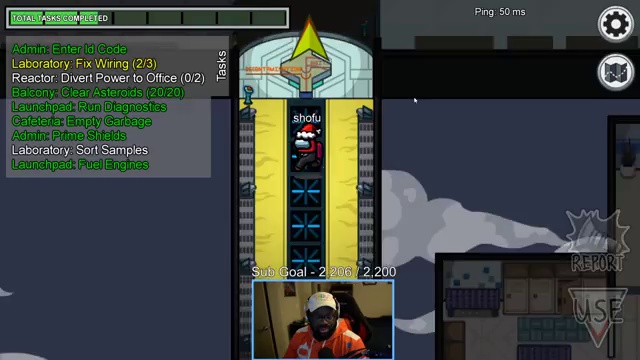 TOTAL TASKS COMPLETED
Ping: 50 ms
Admin: Enter Id Code
Laboratory: Fix Wiring (2/3)
Reactor: Divert Power to Office (0/2)
Balcony: Clear Asteroids (20/20)
Launchpad: Run Diagnostics
Cafeteria: Empty Garbage
Admin: Prime Shields
Laboratory: Sort Samples
Launchpad: Fuel Engines
Tasks
shofu
REPORT
USE
Sub Goal - 2,206 / 2,200